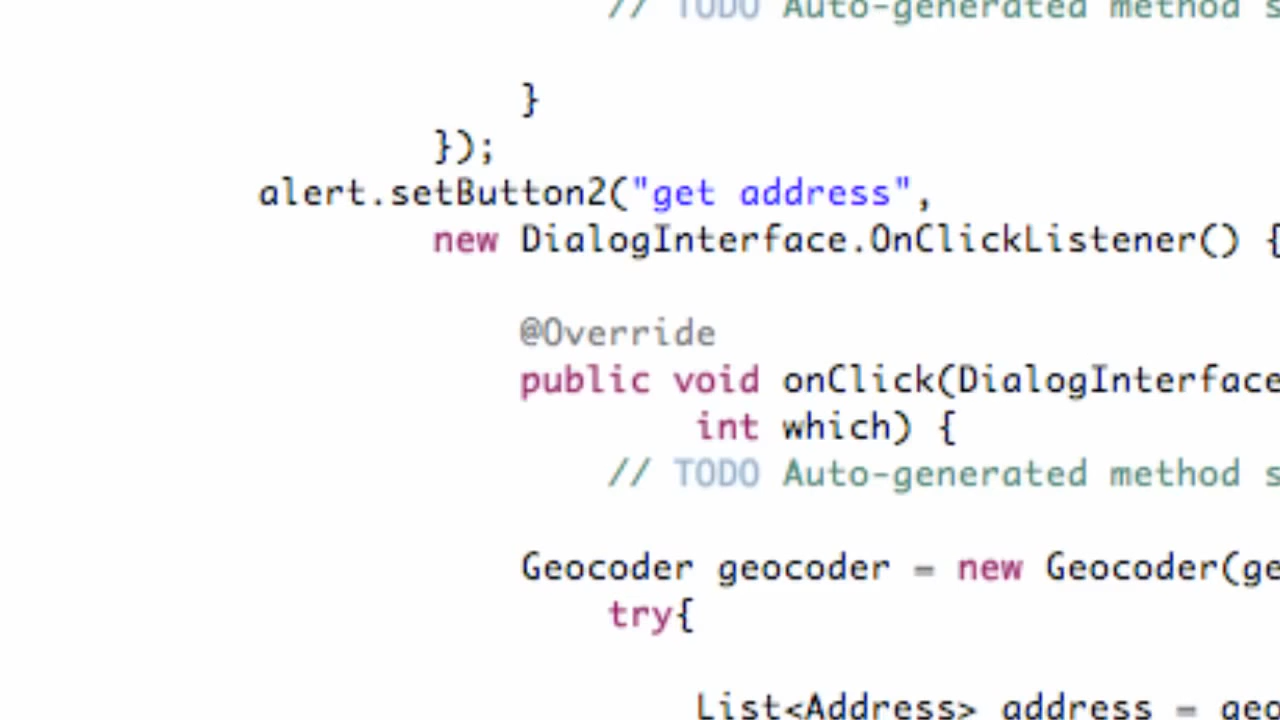 // TODO Auto-generated method s
}
});
alert.setButton2("get address",
new DialogInterface.OnClickListener() {
@Override
public void onClick(DialogInterface
int which) {
// TODO Auto-generated method s
Geocoder geocoder = new Geocoder(ge
try{
List<Address> address = geo